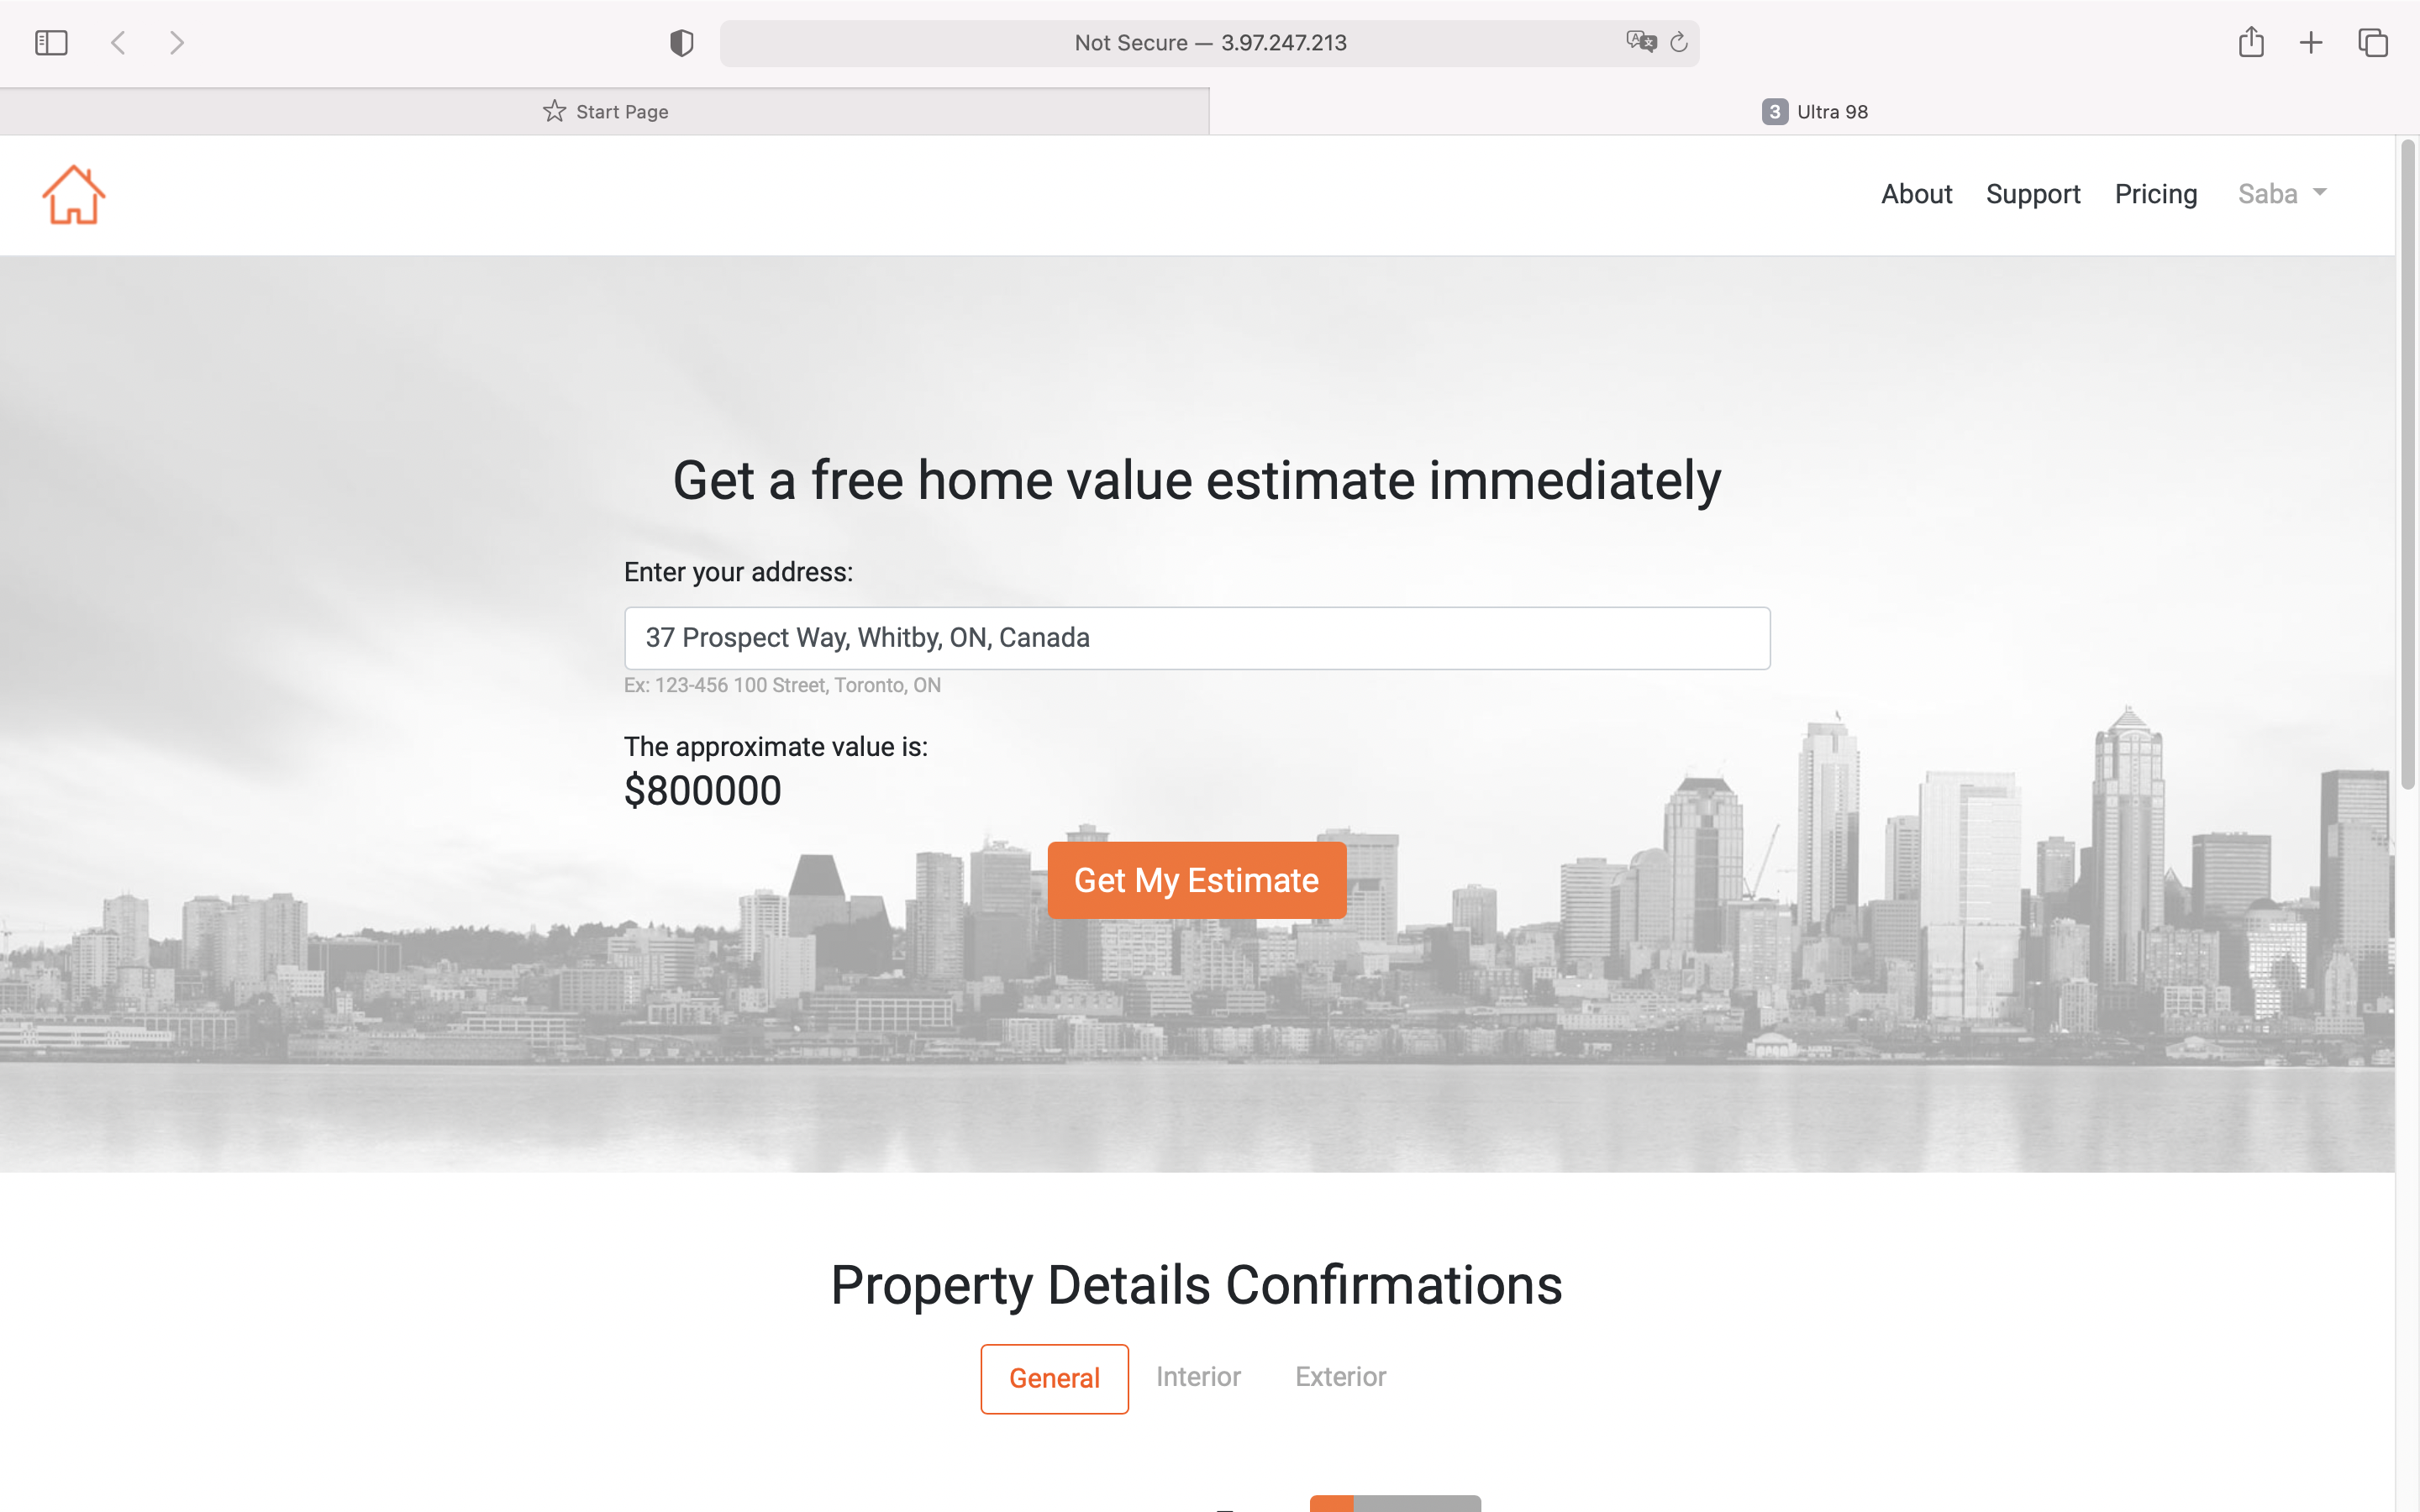 Not Secure — 3.97.247.213
Start Page
3 Ultra 98
About Support Pricing Saba
Get a free home value estimate immediately
Enter your address:
37 Prospect Way, Whitby, ON, Canada
Ex: 123-456 100 Street, Toronto, ON
The approximate value is:
$800000
Get My Estimate
Property Details Confirmations
General Interior Exterior